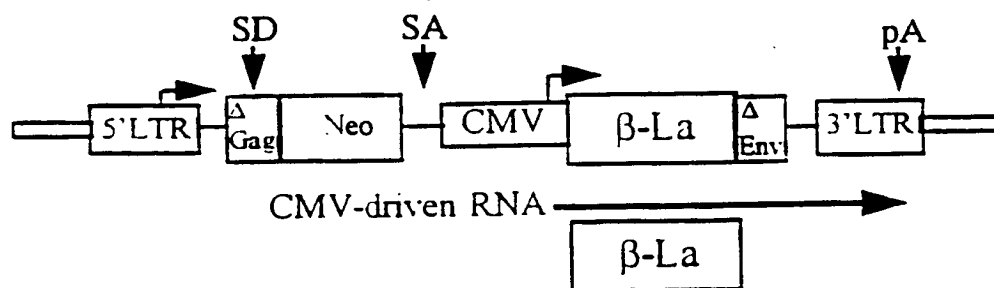 SD SA pA
5'LTR Δ Gag Neo CMV β-La Δ Env 3'LTR
CMV-driven RNA
β-La